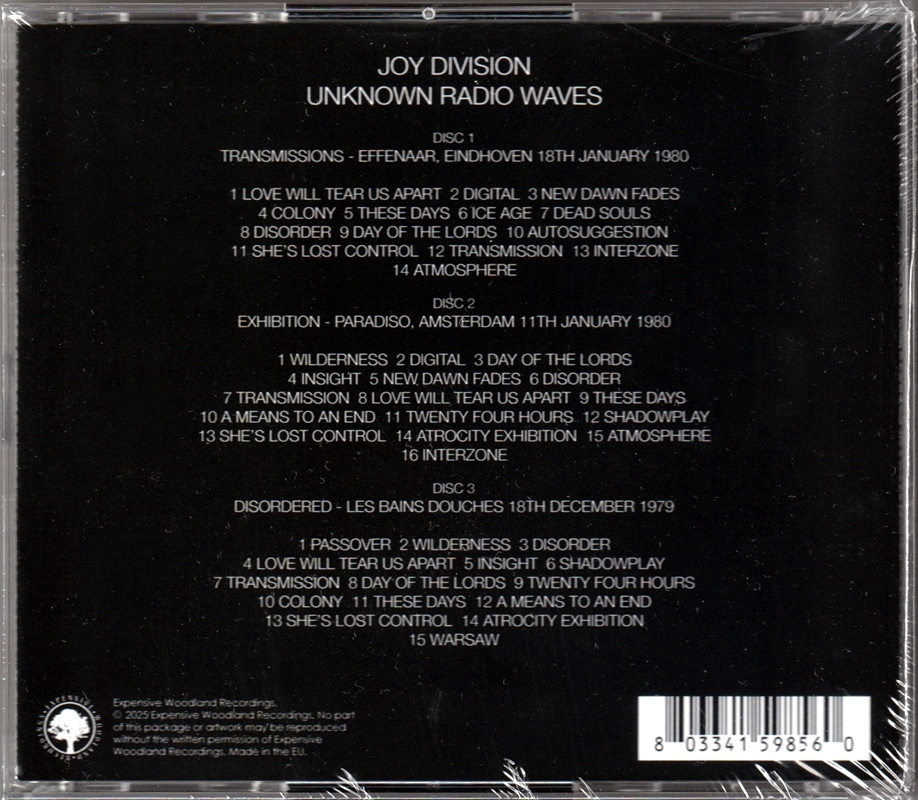 JOY DIVISION
UNKNOWN RADIO WAVES
DISC 1
TRANSMISSIONS - EFFENAAR, EINDHOVEN 18TH JANUARY 1980
1 LOVE WILL TEAR US APART 2 DIGITAL 3 NEW DAWN FADES
4 COLONY 5 THESE DAYS 6 ICE AGE 7 DEAD SOULS
8 DISORDER 9 DAY OF THE LORDS 10 AUTOSUGGESTION
11 SHE'S LOST CONTROL 12 TRANSMISSION 13 INTERZONE
14 ATMOSPHERE
DISC 2
EXHIBITION - PARADISO, AMSTERDAM 11TH JANUARY 1980
1 WILDERNESS 2 DIGITAL 3 DAY OF THE LORDS
4 INSIGHT 5 NEW DAWN FADES 6 DISORDER
7 TRANSMISSION 8 LOVE WILL TEAR US APART 9 THESE DAYS
10 A MEANS TO AN END 11 TWENTY FOUR HOURS 12 SHADOWPLAY
13 SHE'S LOST CONTROL 14 ATROCITY EXHIBITION 15 ATMOSPHERE
16 INTERZONE
DISC 3
DISORDERED - LES BAINS DOUCHES 18TH DECEMBER 1979
1 PASSOVER 2 WILDERNESS 3 DISORDER
4 LOVE WILL TEAR US APART 5 INSIGHT 6 SHADOWPLAY
7 TRANSMISSION 8 DAY OF THE LORDS 9 TWENTY FOUR HOURS
10 COLONY 11 THESE DAYS 12 A MEANS TO AN END
13 SHE'S LOST CONTROL 14 ATROCITY EXHIBITION
15 WARSAW
Expensive Woodland Recordings.
© 2025 Expensive Woodland Recordings. No part
of this package or artwork may be reproduced
without the written permission of Expensive
Woodland Recordings. Made in the EU.
8 03341 59856 0